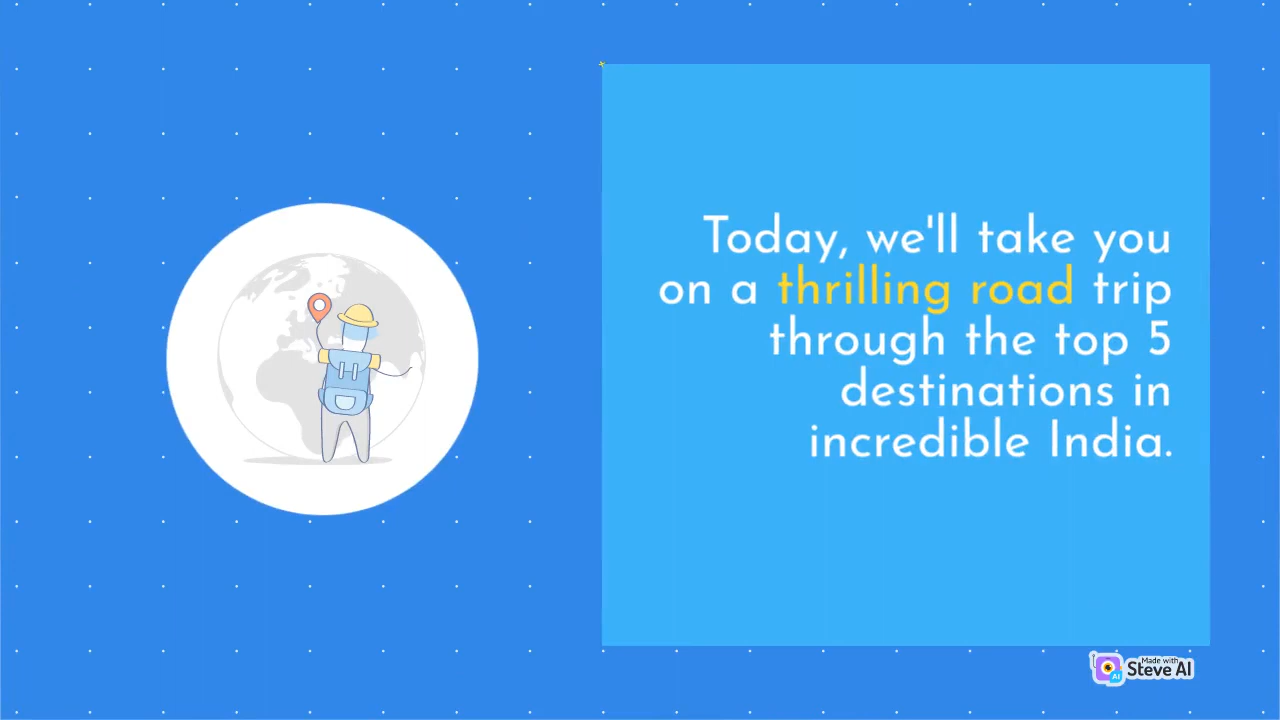 Today, we'll take you
on a thrilling road trip
through the top 5
destinations in
incredible India.
Made with
Steve AI
AI